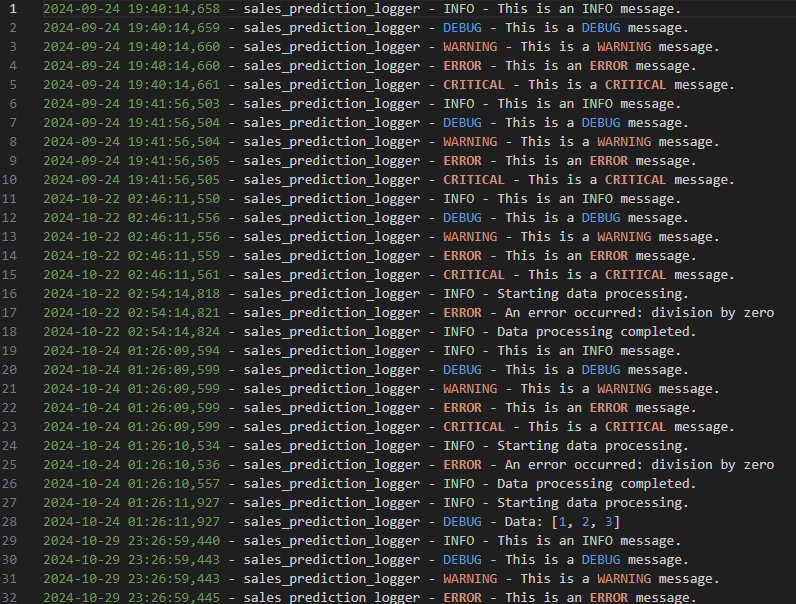 1 2024-09-24 19:40:14,658 - sales_prediction_logger - INFO - This is an INFO message.
2 2024-09-24 19:40:14,659 - sales_prediction_logger - DEBUG - This is a DEBUG message.
3 2024-09-24 19:40:14,660 - sales_prediction_logger - WARNING - This is a WARNING message.
4 2024-09-24 19:40:14,660 - sales_prediction_logger - ERROR - This is an ERROR message.
5 2024-09-24 19:40:14,661 - sales_prediction_logger - CRITICAL - This is a CRITICAL message.
6 2024-09-24 19:41:56,503 - sales_prediction_logger - INFO - This is an INFO message.
7 2024-09-24 19:41:56,504 - sales_prediction_logger - DEBUG - This is a DEBUG message.
8 2024-09-24 19:41:56,504 - sales_prediction_logger - WARNING - This is a WARNING message.
9 2024-09-24 19:41:56,505 - sales_prediction_logger - ERROR - This is an ERROR message.
10 2024-09-24 19:41:56,505 - sales_prediction_logger - CRITICAL - This is a CRITICAL message.
11 2024-10-22 02:46:11,550 - sales_prediction_logger - INFO - This is an INFO message.
12 2024-10-22 02:46:11,556 - sales_prediction_logger - DEBUG - This is a DEBUG message.
13 2024-10-22 02:46:11,556 - sales_prediction_logger - WARNING - This is a WARNING message.
14 2024-10-22 02:46:11,559 - sales_prediction_logger - ERROR - This is an ERROR message.
15 2024-10-22 02:46:11,561 - sales_prediction_logger - CRITICAL - This is a CRITICAL message.
16 2024-10-22 02:54:14,818 - sales_prediction_logger - INFO - Starting data processing.
17 2024-10-22 02:54:14,821 - sales_prediction_logger - ERROR - An error occurred: division by zero
18 2024-10-22 02:54:14,824 - sales_prediction_logger - INFO - Data processing completed.
19 2024-10-24 01:26:09,594 - sales_prediction_logger - INFO - This is an INFO message.
20 2024-10-24 01:26:09,599 - sales_prediction_logger - DEBUG - This is a DEBUG message.
21 2024-10-24 01:26:09,599 - sales_prediction_logger - WARNING - This is a WARNING message.
22 2024-10-24 01:26:09,599 - sales_prediction_logger - ERROR - This is an ERROR message.
23 2024-10-24 01:26:09,599 - sales_prediction_logger - CRITICAL - This is a CRITICAL message.
24 2024-10-24 01:26:10,534 - sales_prediction_logger - INFO - Starting data processing.
25 2024-10-24 01:26:10,536 - sales_prediction_logger - ERROR - An error occurred: division by zero
26 2024-10-24 01:26:10,557 - sales_prediction_logger - INFO - Data processing completed.
27 2024-10-24 01:26:11,927 - sales_prediction_logger - INFO - Starting data processing.
28 2024-10-24 01:26:11,927 - sales_prediction_logger - DEBUG - Data: [1, 2, 3]
29 2024-10-29 23:26:59,440 - sales_prediction_logger - INFO - This is an INFO message.
30 2024-10-29 23:26:59,443 - sales_prediction_logger - DEBUG - This is a DEBUG message.
31 2024-10-29 23:26:59,443 - sales_prediction_logger - WARNING - This is a WARNING message.
32 2024-10-29 23:26:59,445 - sales_prediction_logger - ERROR - This is an ERROR message.